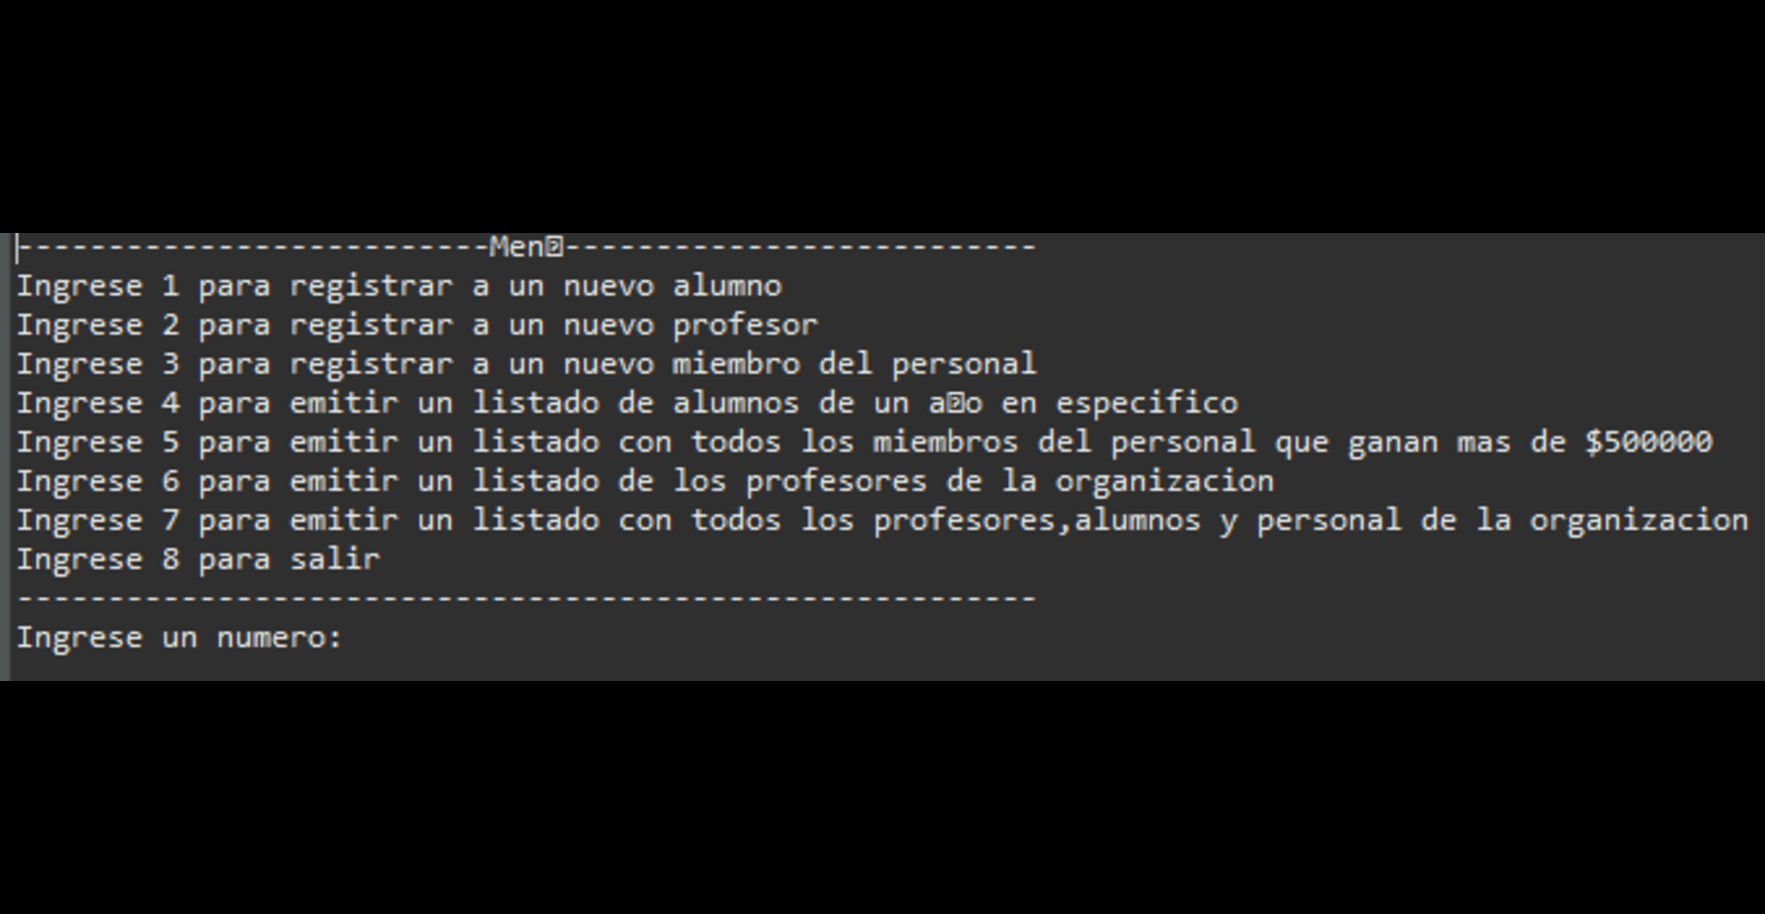 --------------------------Men�--------------------------
Ingrese 1 para registrar a un nuevo alumno
Ingrese 2 para registrar a un nuevo profesor
Ingrese 3 para registrar a un nuevo miembro del personal
Ingrese 4 para emitir un listado de alumnos de un a�o en especifico
Ingrese 5 para emitir un listado con todos los miembros del personal que ganan mas de $500000
Ingrese 6 para emitir un listado de los profesores de la organizacion
Ingrese 7 para emitir un listado con todos los profesores,alumnos y personal de la organizacion
Ingrese 8 para salir
--------------------------------------------------------
Ingrese un numero: